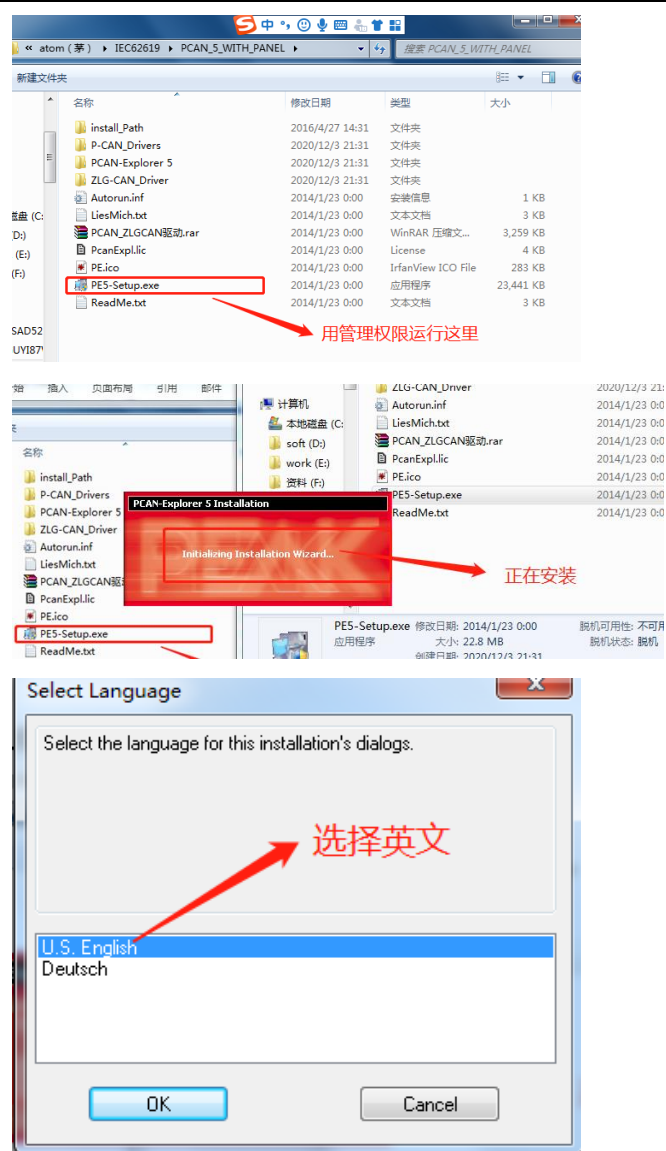 « atom (茅) ▸ IEC62619 ▸ PCAN_5_WITH_PANEL ▸ 搜索 PCAN_5_WITH_PANEL
新建文件夹
名称 修改日期 类型 大小
install_Path 2016/4/27 14:31 文件夹
P-CAN_Drivers 2020/12/3 21:31 文件夹
PCAN-Explorer 5 2020/12/3 21:31 文件夹
ZLG-CAN_Driver 2020/12/3 21:31 文件夹
Autorun.inf 2014/1/23 0:00 安装信息 1 KB
LiesMich.txt 2014/1/23 0:00 文本文档 3 KB
PCAN_ZLGCAN驱动.rar 2014/1/23 0:00 WinRAR 压缩文... 3,259 KB
PcanExpl.lic 2014/1/23 0:00 License 4 KB
PE.ico 2014/1/23 0:00 IrfanView ICO File 283 KB
PE5-Setup.exe 2014/1/23 0:00 应用程序 23,441 KB
ReadMe.txt 2014/1/23 0:00 文本文档 3 KB
(C:
D:)
(E:)
(F:)
SAD52
用管理权限运行这里
插入 页面布局 引用 邮件
名称
install_Path
P-CAN_Drivers
PCAN-Explorer 5
ZLG-CAN_Driver
Autorun.inf
LiesMich.txt
PCAN_ZLGCAN
PcanExpl.lic
PE.ico
PE5-Setup.exe
ReadMe.txt
计算机
本地磁盘 (C:
soft (D:)
work (E:)
资料 (F:)
ZLG-CAN_Driver 2020/12/3 21:
Autorun.inf 2014/1/23 0:0
LiesMich.txt 2014/1/23 0:0
PCAN_ZLGCAN驱动.rar 2014/1/23 0:0
PcanExpl.lic 2014/1/23 0:0
PE.ico 2014/1/23 0:0
PE5-Setup.exe 2014/1/23 0:0
ReadMe.txt 2014/1/23 0:0
PCAN-Explorer 5 Installation
PEAK
Initializing Installation Wizard...
正在安装
PE5-Setup.exe 修改日期: 2014/1/23 0:00 脱机可用性: 不可用
应用程序 大小: 22.8 MB 脱机状态: 脱机
创建日期: 2020/12/3 21:31
Select Language
Select the language for this installation's dialogs.
选择英文
U.S. English
Deutsch
OK Cancel